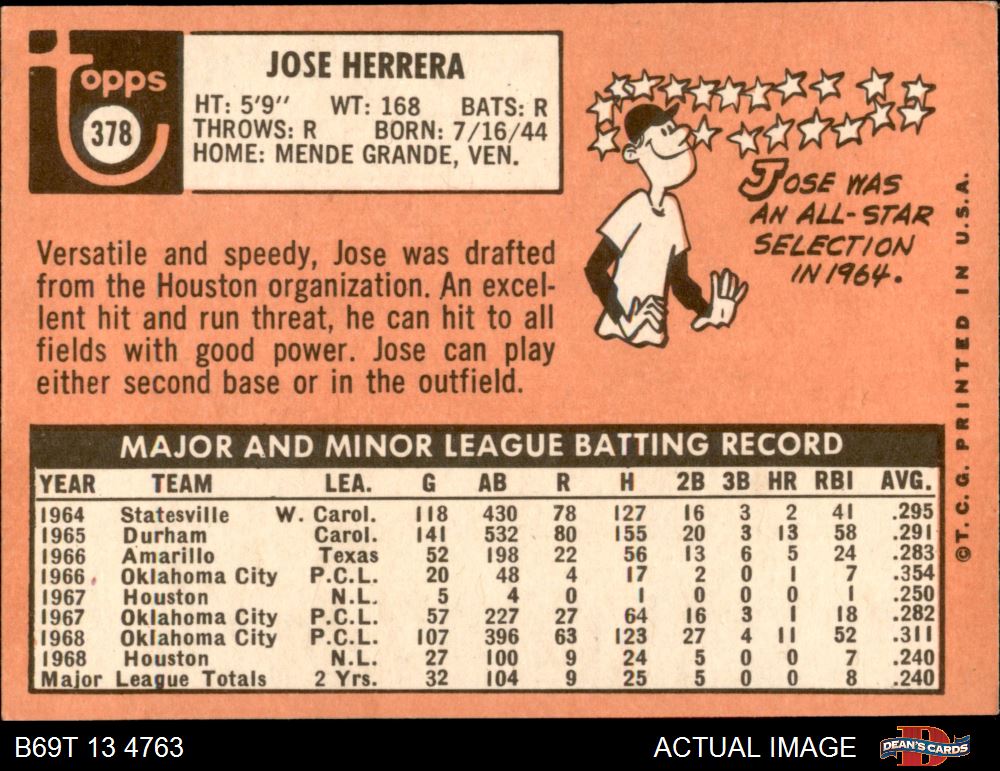 Topps
378
JOSE HERRERA
HT: 5'9" WT: 168 BATS: R
THROWS: R BORN: 7/16/44
HOME: MENDE GRANDE, VEN.
Versatile and speedy, Jose was drafted
from the Houston organization. An excel-
lent hit and run threat, he can hit to all
fields with good power. Jose can play
either second base or in the outfield.
JOSE WAS
AN ALL-STAR
SELECTION
IN 1964.
©T.C.G. PRINTED IN U.S.A.
MAJOR AND MINOR LEAGUE BATTING RECORD
YEAR TEAM LEA. G AB R H 2B 3B HR RBI AVG.
1964 Statesville W. Carol. 118 430 78 127 16 3 2 41 .295
1965 Durham Carol. 141 532 80 155 20 3 13 58 .291
1966 Amarillo Texas 52 198 22 56 13 6 5 24 .283
1966 Oklahoma City P.C.L. 20 48 4 17 2 0 1 7 .354
1967 Houston N.L. 5 4 0 1 0 0 0 1 .250
1967 Oklahoma City P.C.L. 57 227 27 64 16 3 1 18 .282
1968 Oklahoma City P.C.L. 107 396 63 123 27 4 11 52 .311
1968 Houston N.L. 27 100 9 24 5 0 0 7 .240
Major League Totals 2 Yrs. 32 104 9 25 5 0 0 8 .240
B69T 13 4763
ACTUAL IMAGE
DEAN'S CARDS